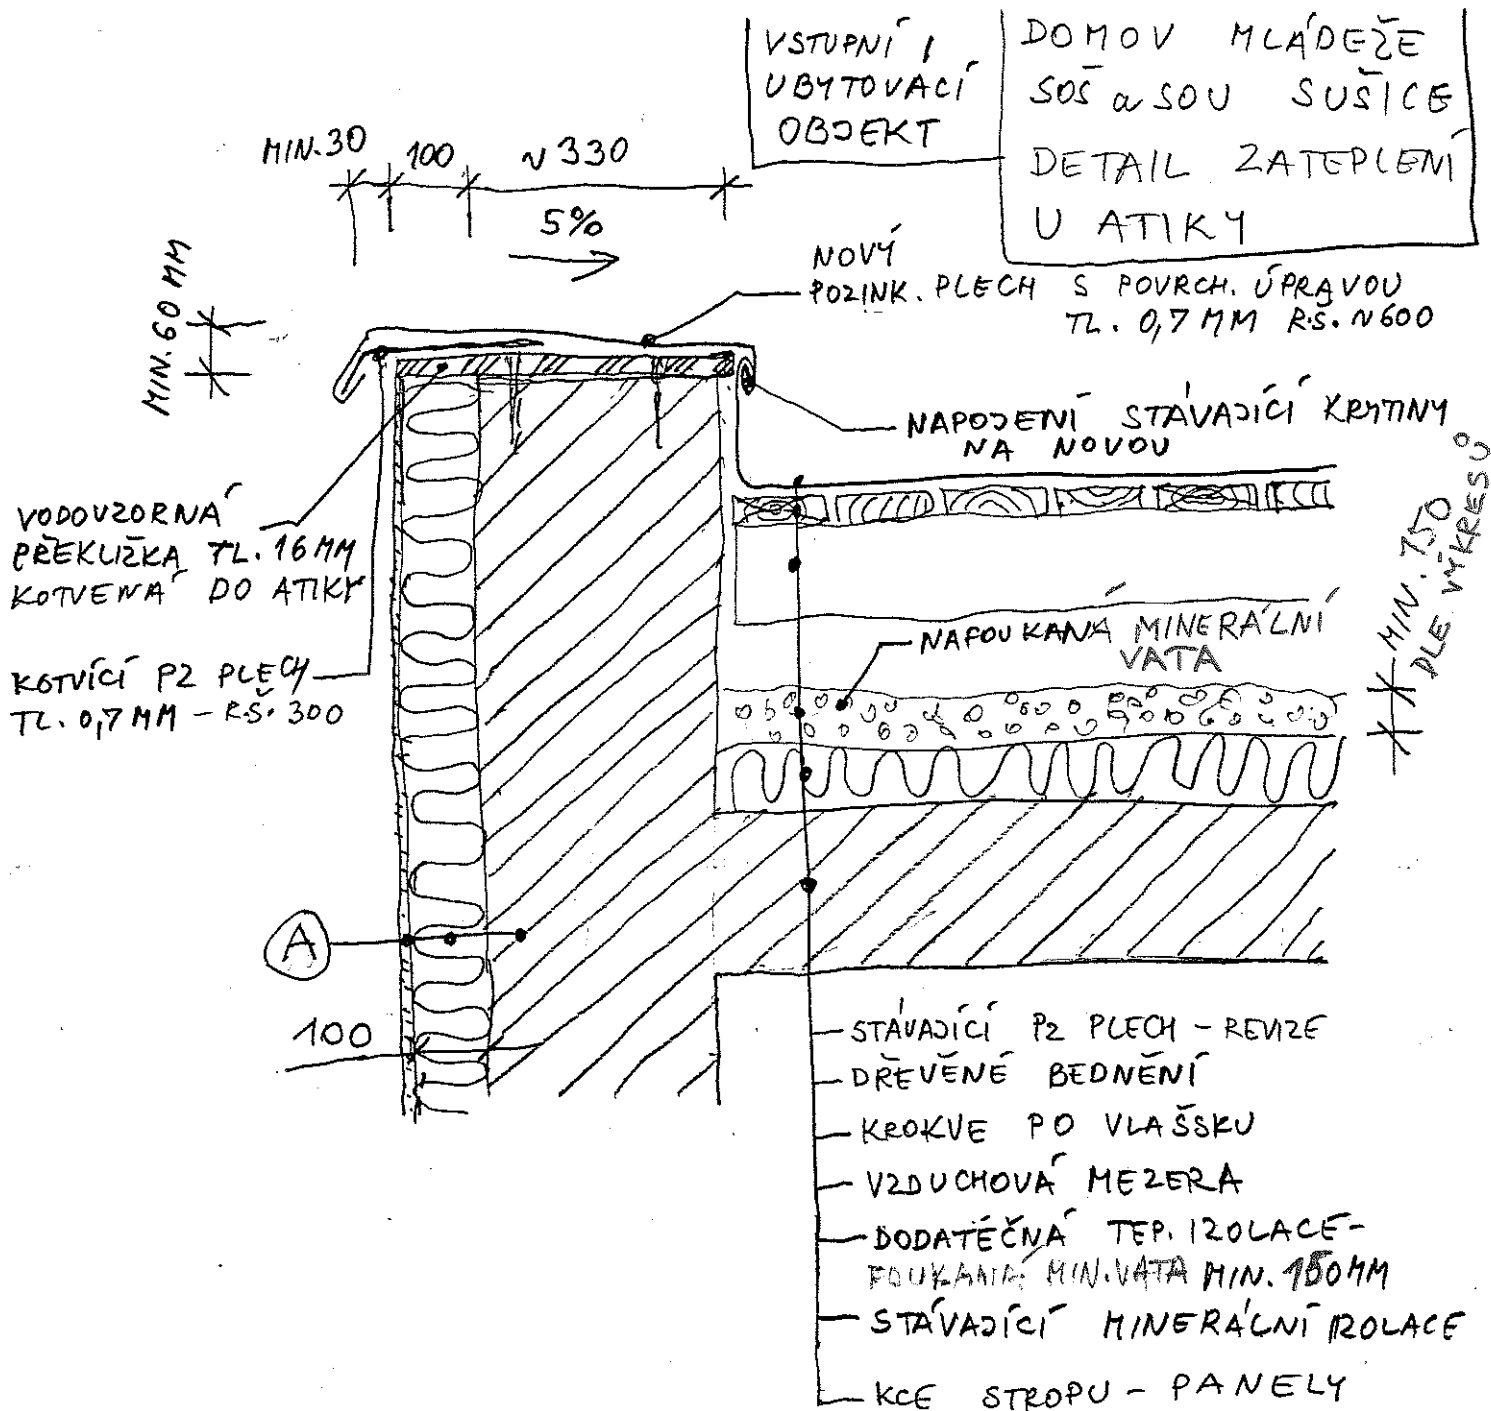 VSTUPNÍ,
UBYTOVACÍ
OBJEKT
DOMOV MLÁDEŽE
SOŠ a SOU SUŠICE
DETAIL ZATEPLENÍ
U ATIKY
MIN. 30
100
~330
5%
MIN. 60 MM
NOVÝ
POZINK. PLECH S POVRCH. ÚPRAVOU
TL. 0,7 MM R.Š. ~600
NAPOJENÍ STÁVAJÍCÍ KRYTINY
NA NOVOU
VODOVZORNÁ
PŘEKLIŽKA TL. 16 MM
KOTVENÁ DO ATIKY
KOTVÍCÍ PZ PLECH
TL. 0,7 MM - R.Š. 300
NAFOUKANÁ MINERÁLNÍ
VATA
MIN. 150
DLE VÝKRESŮ
A
100
STÁVAJÍCÍ PZ PLECH - REVIZE
DŘEVĚNÉ BEDNĚNÍ
KROKVE PO VLAŠSKU
VZDUCHOVÁ MEZERA
DODATEČNÁ TEP. IZOLACE -
FOUKANÁ MIN. VATA MIN. 150 MM
STÁVAJÍCÍ MINERÁLNÍ IZOLACE
KCE STROPU - PANELY